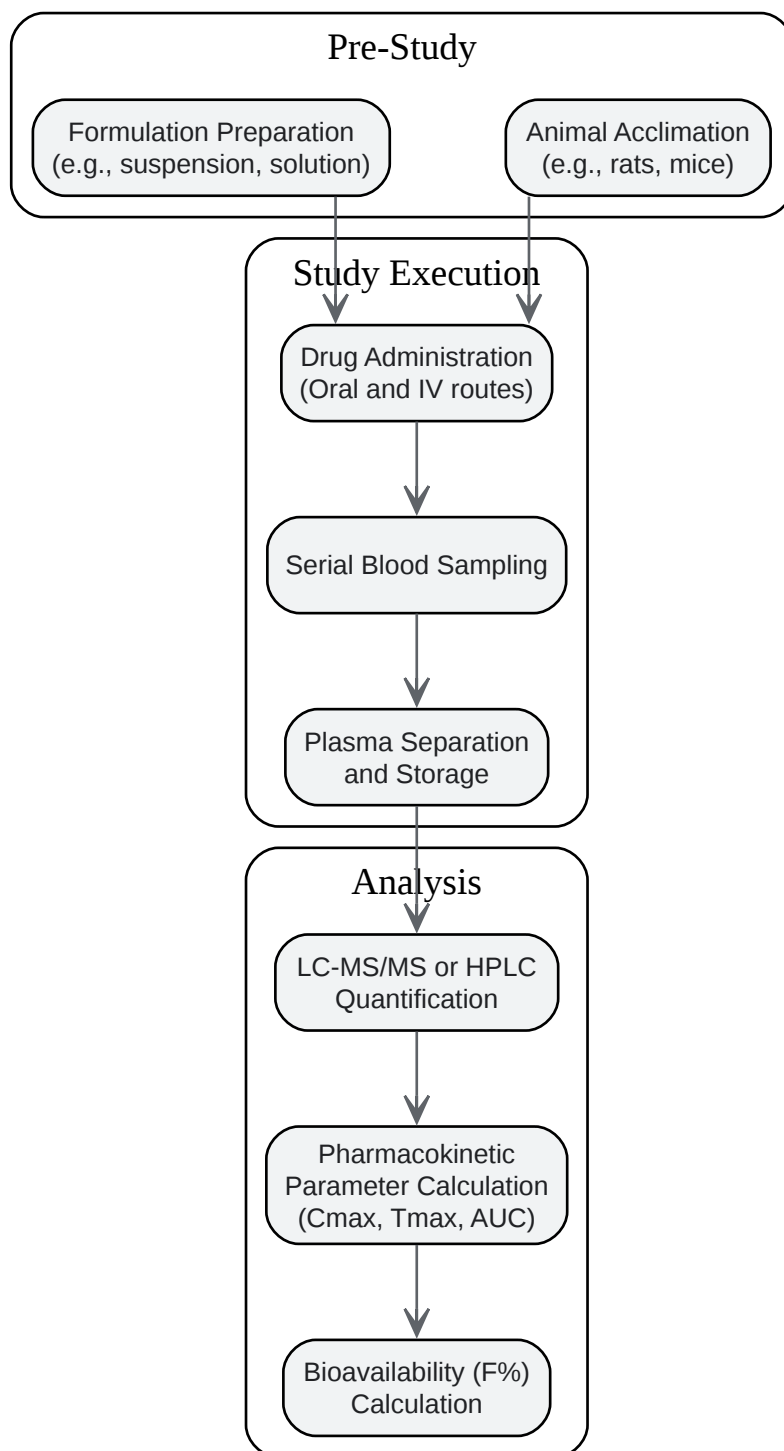 Pre-Study
Formulation Preparation
(e.g., suspension, solution)
Animal Acclimation
(e.g., rats, mice)
Study Execution
Drug Administration
(Oral and IV routes)
Serial Blood Sampling
Plasma Separation
and Storage
Analysis
LC-MS/MS or HPLC
Quantification
Pharmacokinetic
Parameter Calculation
(Cmax, Tmax, AUC)
Bioavailability (F%)
Calculation